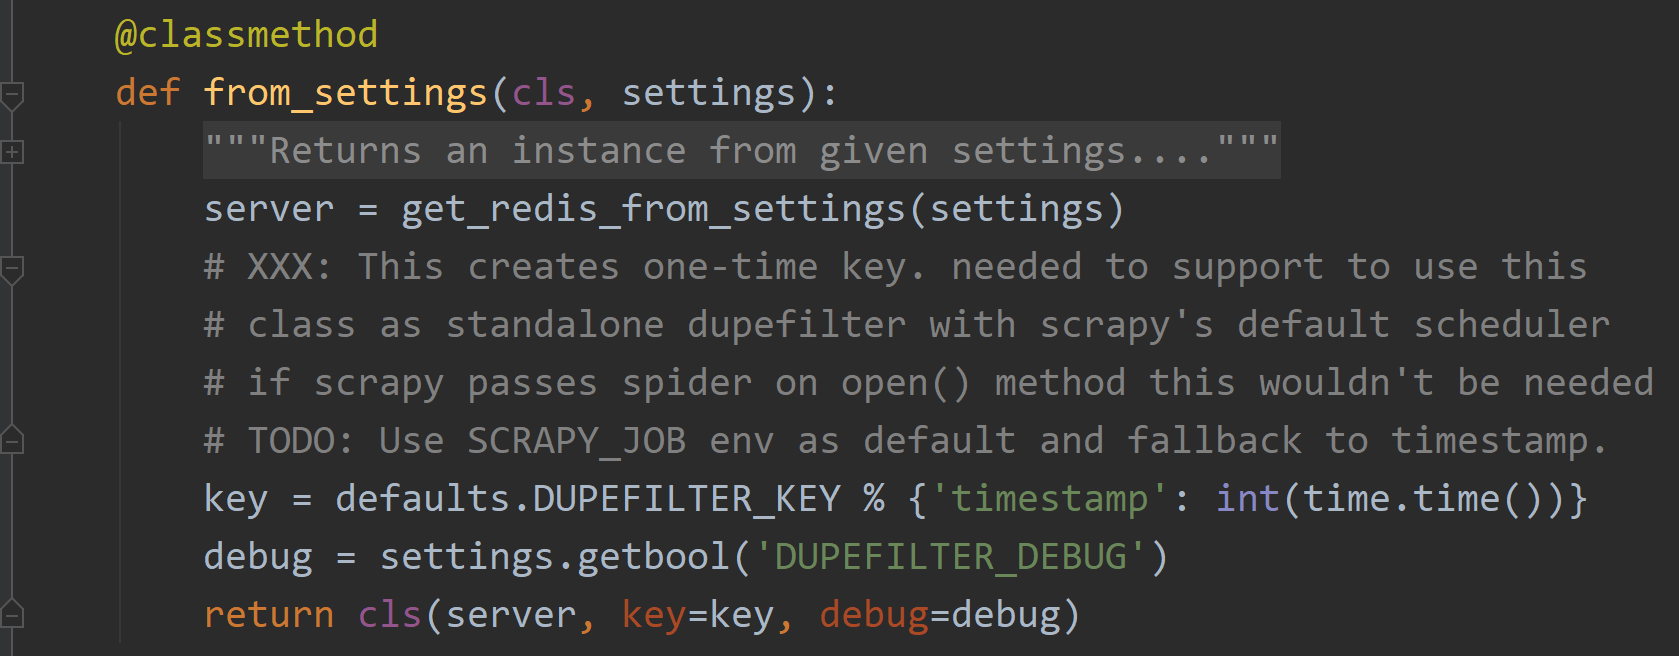 @classmethod
def from_settings(cls, settings):
"""Returns an instance from given settings...."""
server = get_redis_from_settings(settings)
# XXX: This creates one-time key. needed to support to use this
# class as standalone dupefilter with scrapy's default scheduler
# if scrapy passes spider on open() method this wouldn't be needed
# TODO: Use SCRAPY_JOB env as default and fallback to timestamp.
key = defaults.DUPEFILTER_KEY % {'timestamp': int(time.time())}
debug = settings.getbool('DUPEFILTER_DEBUG')
return cls(server, key=key, debug=debug)